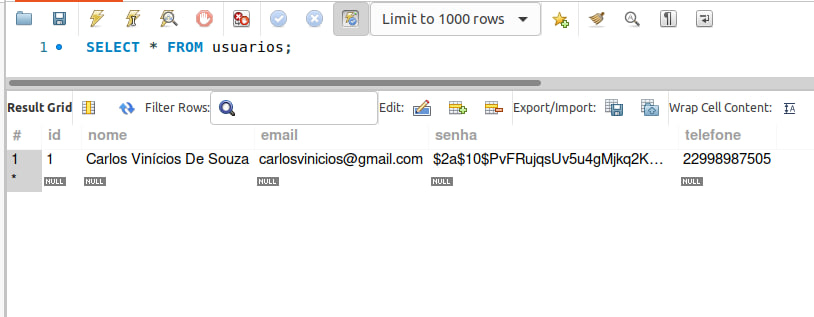 Limit to 1000 rows
1 SELECT * FROM usuarios;
Result Grid Filter Rows: Edit: Export/Import: Wrap Cell Content:
# id nome email senha telefone
1 1 Carlos Vinícios De Souza carlosvinicios@gmail.com $2a$10$PvFRujqsUv5u4gMjkq2K... 22998987505
* NULL NULL NULL NULL NULL